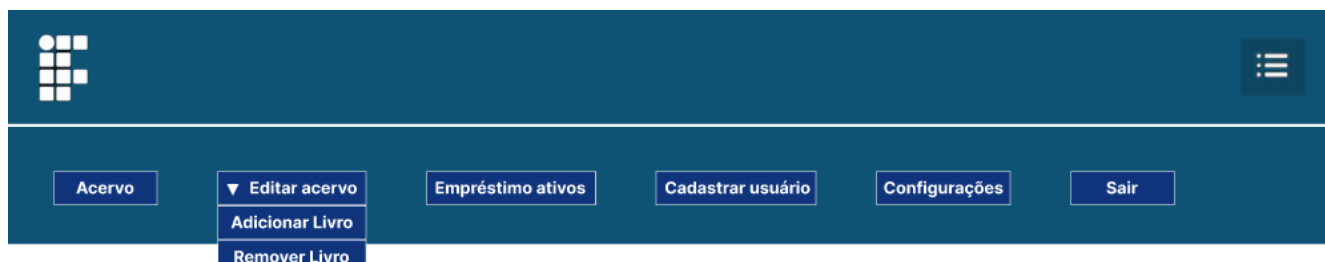 Acervo
▼ Editar acervo
Empréstimo ativos
Cadastrar usuário
Configurações
Sair
Adicionar Livro
Remover Livro